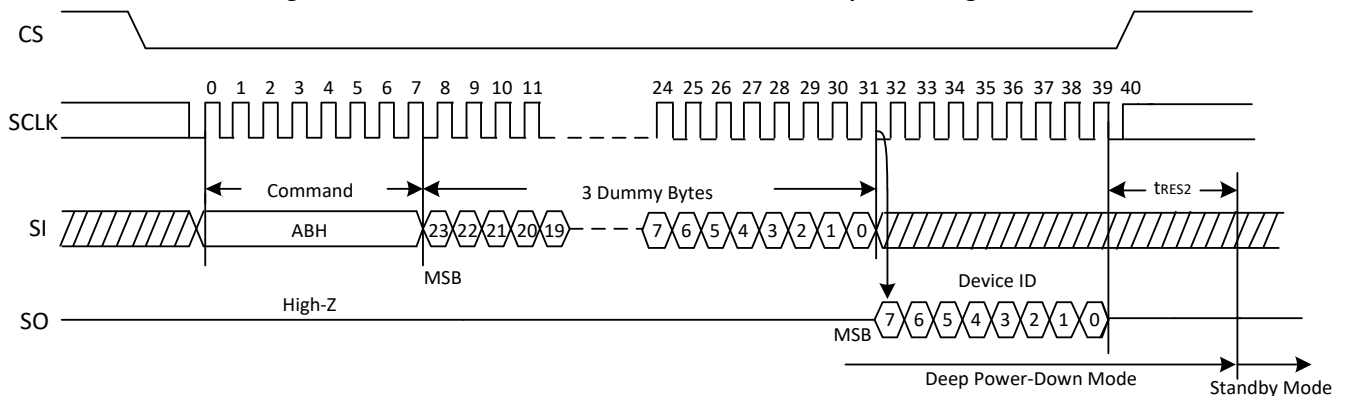 CS
0 1 2 3 4 5 6 7 8 9 10 11 24 25 26 27 28 29 30 31 32 33 34 35 36 37 38 39 40
SCLK
Command 3 Dummy Bytes tRES2
SI ABH 23 22 21 20 19 7 6 5 4 3 2 1 0
MSB Device ID
High-Z
SO 7 6 5 4 3 2 1 0
MSB
Deep Power-Down Mode Standby Mode